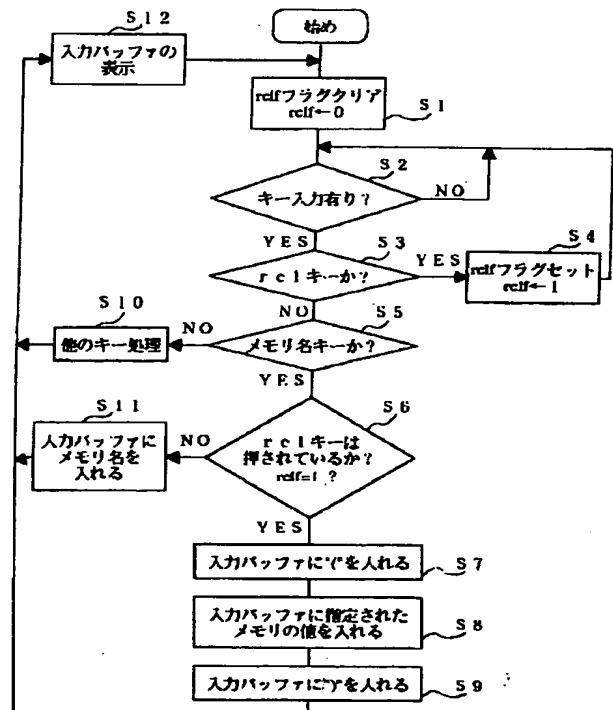 S12
入力バッファの
表示
始め
rclfフラグクリア
rclf←0
S1
S2
キー入力有り？
NO
YES
S3
rclキーか？
YES
S4
rclfフラグセット
rclf←1
NO
S5
メモリ名キーか？
NO
S10
他のキー処理
YES
S6
rclキーは
押されているか？
rclf=1？
NO
S11
入力バッファに
メモリ名を
入れる
YES
入力バッファに"("を入れる
S7
入力バッファに指定された
メモリの値を入れる
S8
入力バッファに")"を入れる
S9